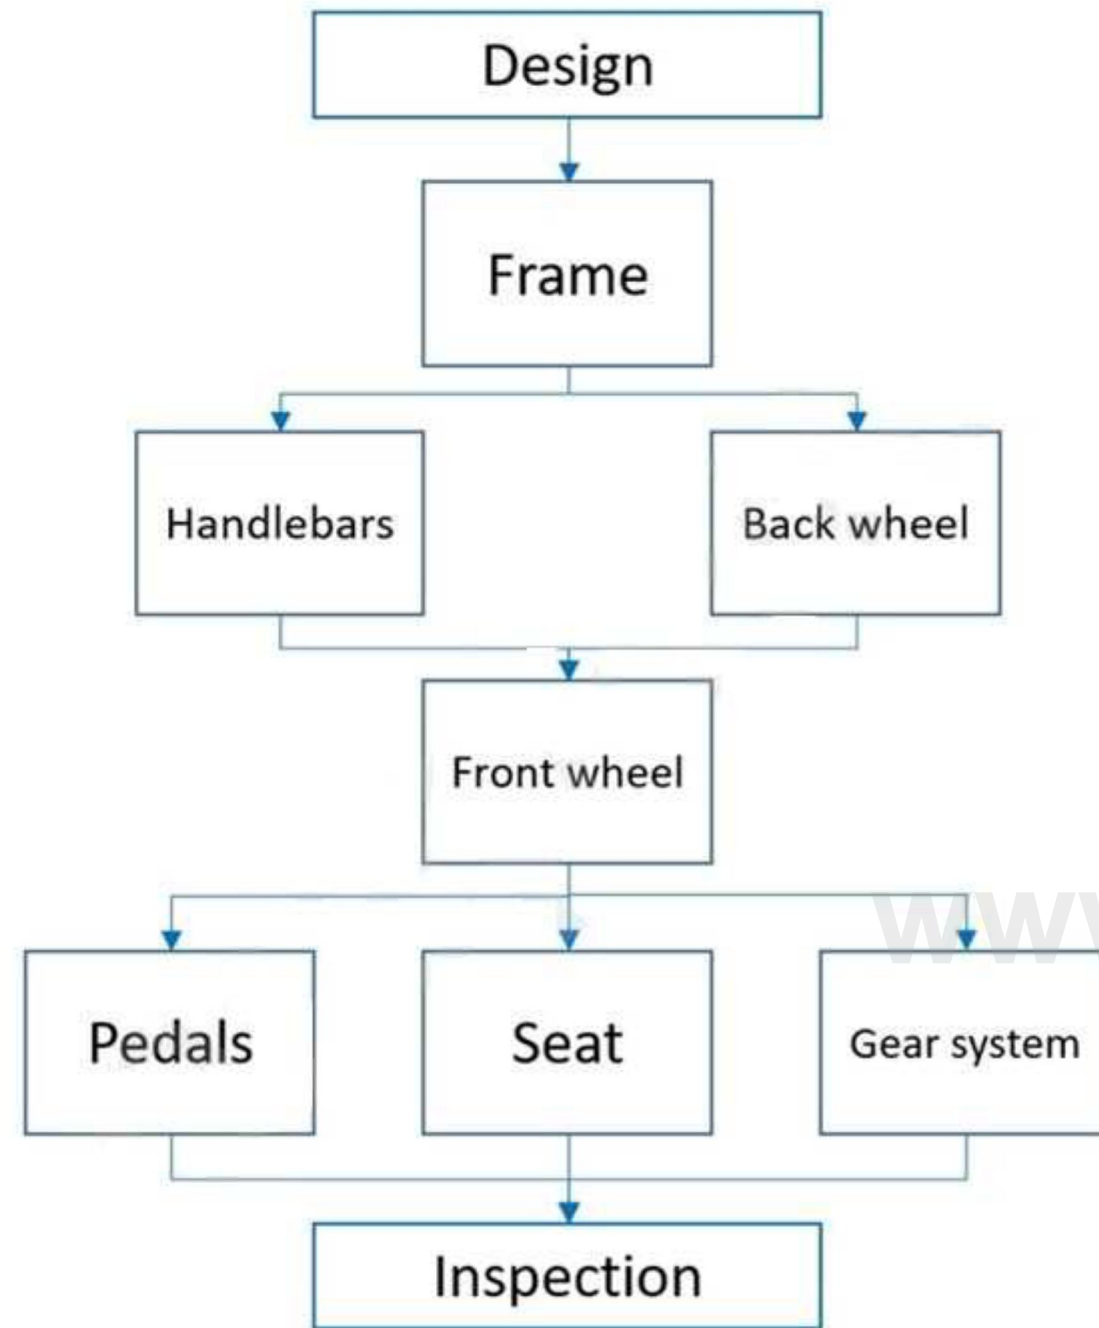 Design
Frame
Handlebars
Back wheel
Front wheel
Pedals
Seat
Gear system
Inspection